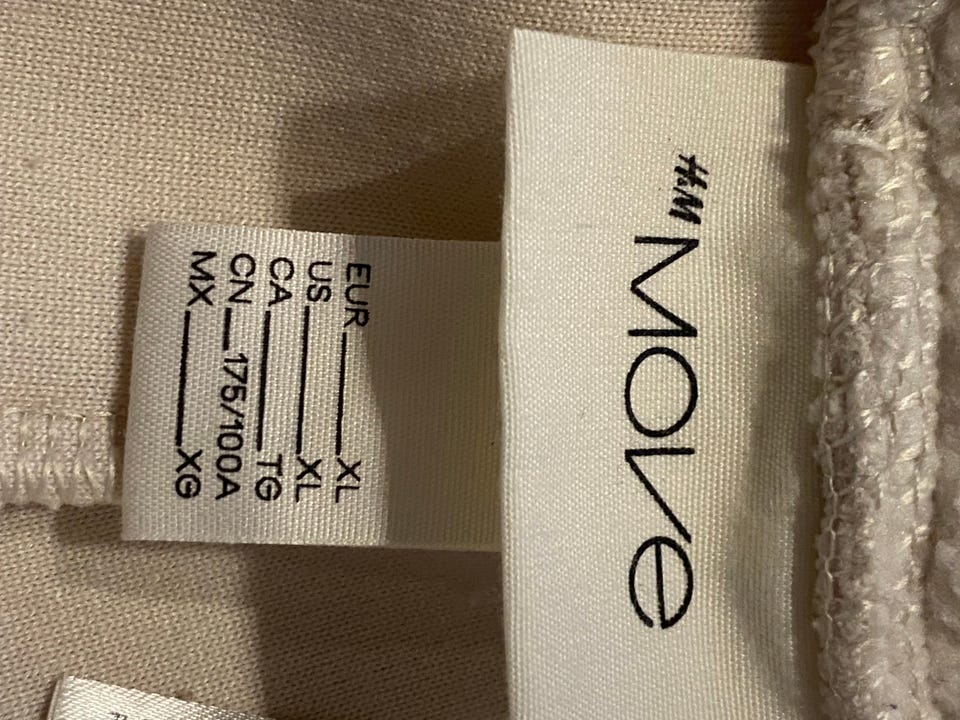 H&M
Move
EUR XL
US XL
CA TG
CN 175/100A
MX XG